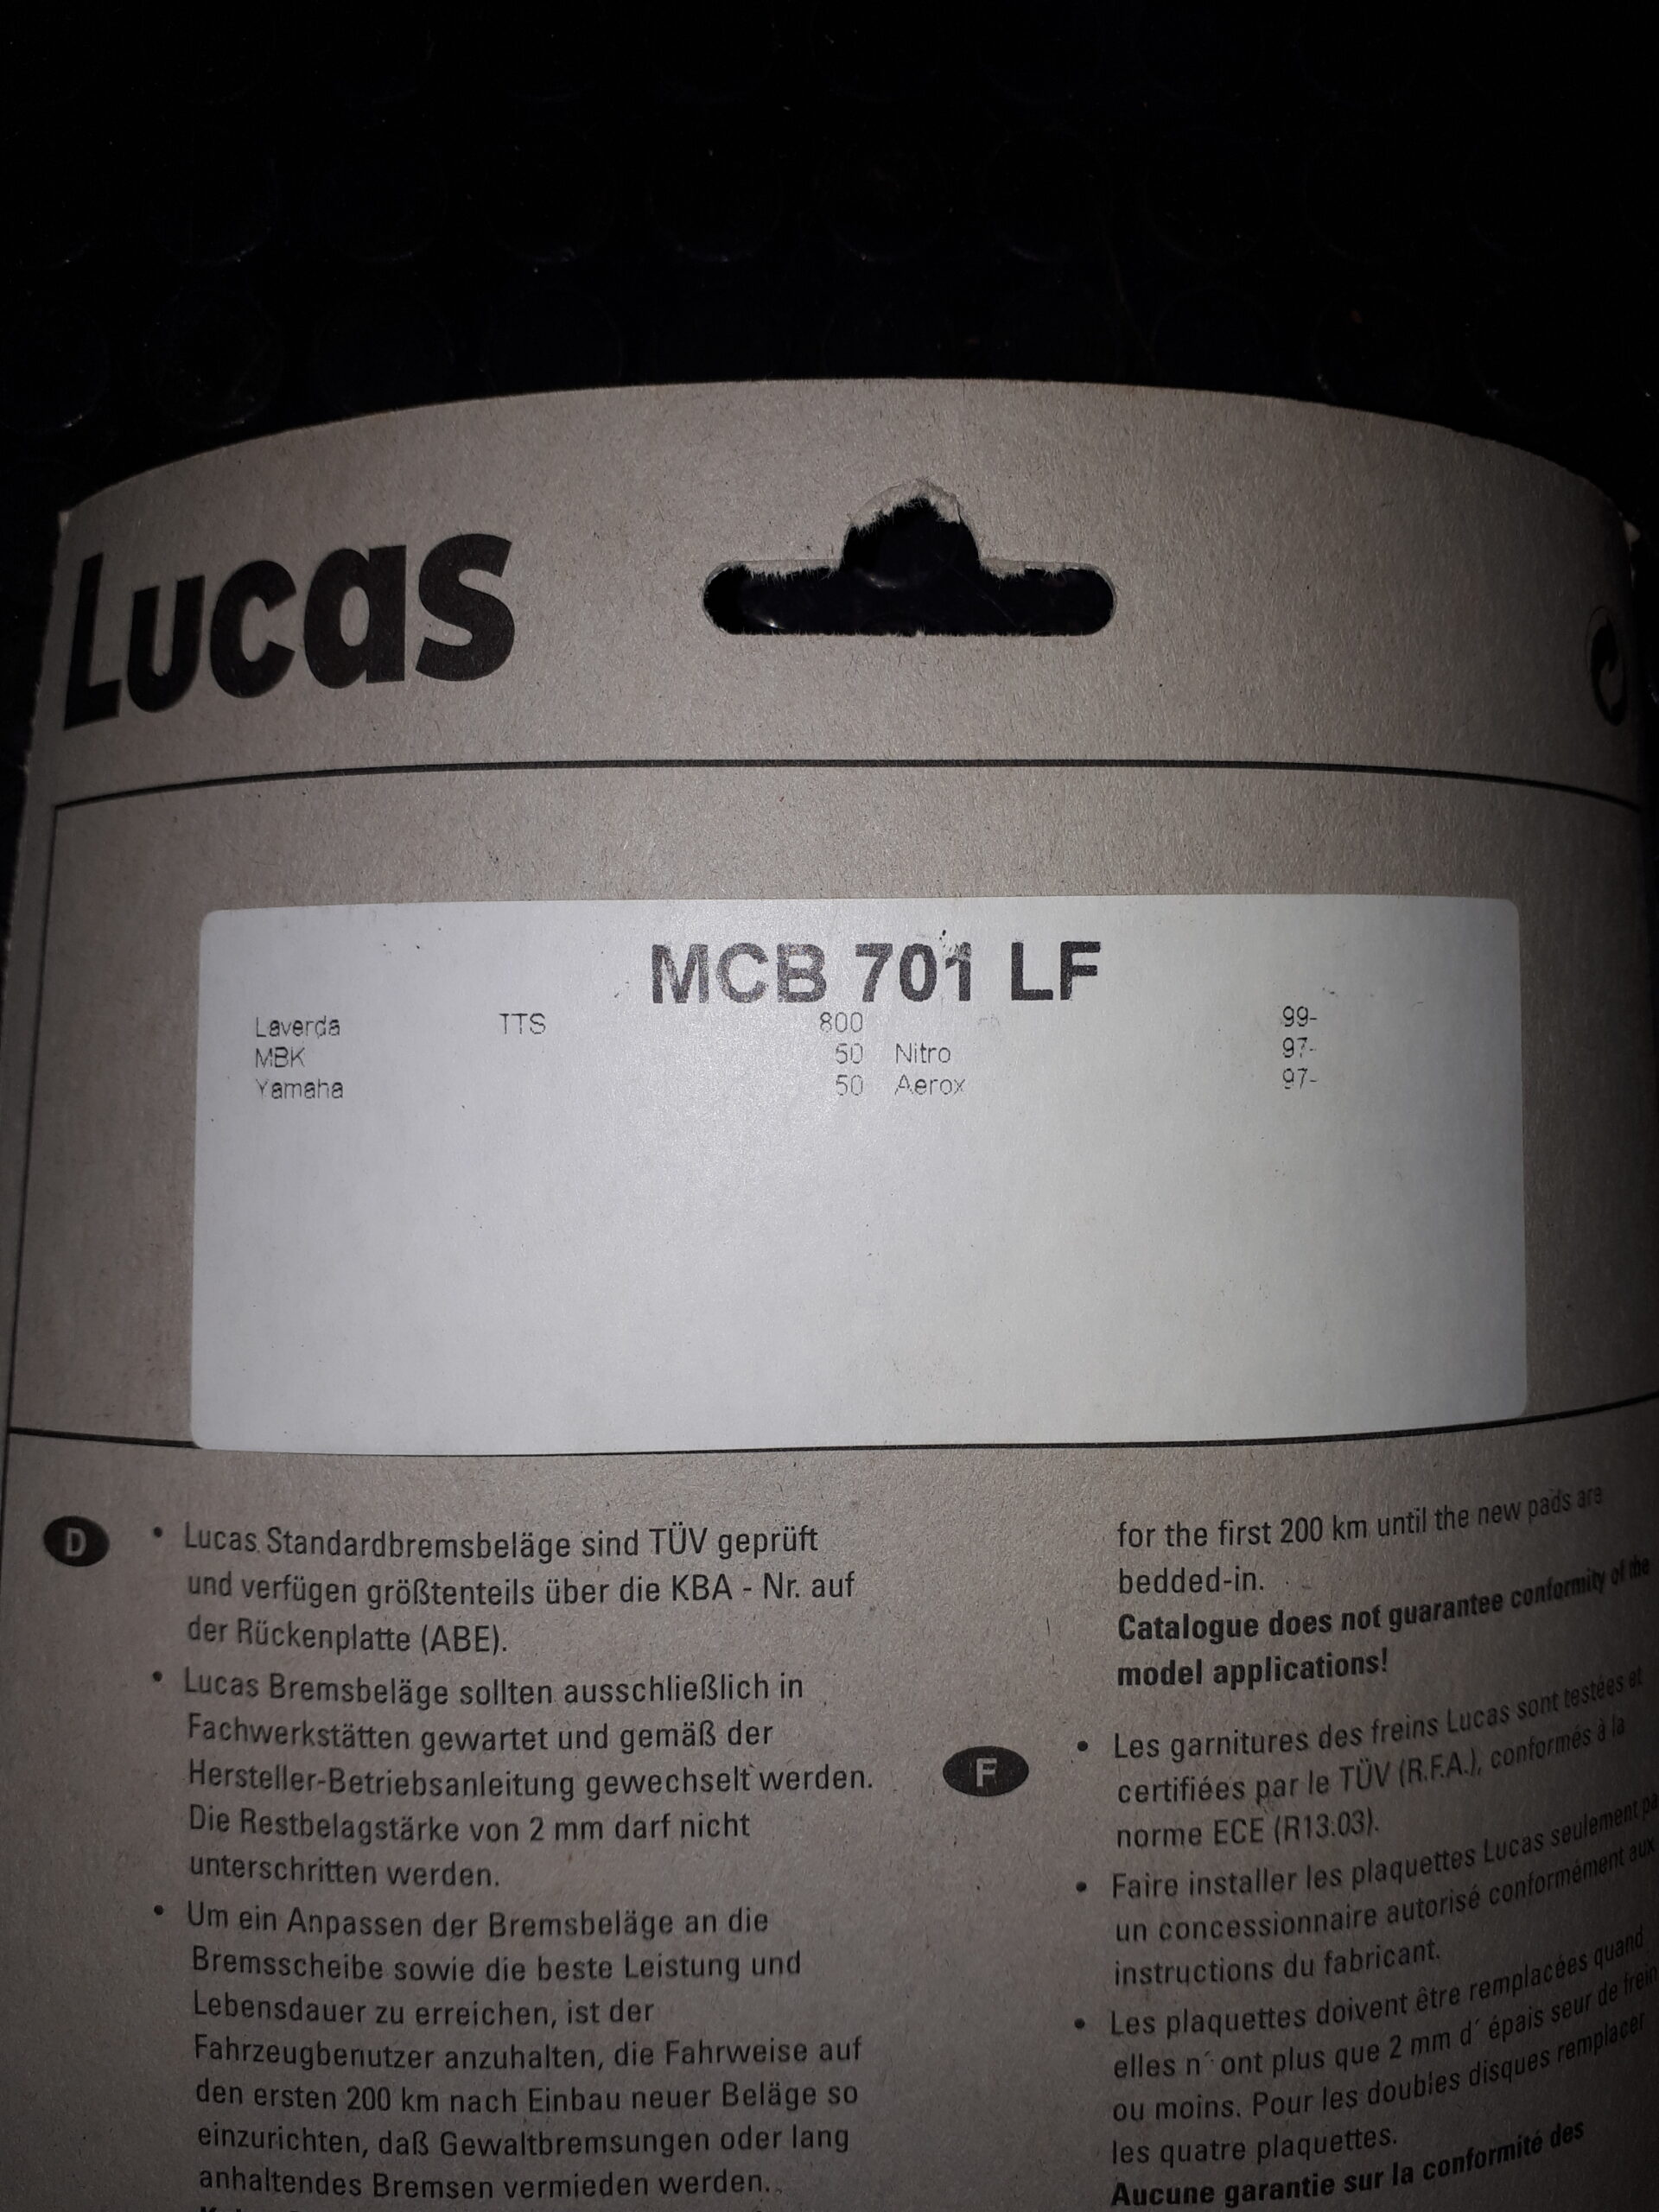 Lucas
MCB 701 LF
Laverda TTS 800 99-
MBK 50 Nitro 97-
Yamaha 50 Aerox 97-
D
• Lucas Standardbremsbeläge sind TÜV geprüft
und verfügen größtenteils über die KBA - Nr. auf
der Rückenplatte (ABE).
• Lucas Bremsbeläge sollten ausschließlich in
Fachwerkstätten gewartet und gemäß der
Hersteller-Betriebsanleitung gewechselt werden.
Die Restbelagstärke von 2 mm darf nicht
unterschritten werden.
• Um ein Anpassen der Bremsbeläge an die
Bremsscheibe sowie die beste Leistung und
Lebensdauer zu erreichen, ist der
Fahrzeugbenutzer anzuhalten, die Fahrweise auf
den ersten 200 km nach Einbau neuer Beläge so
einzurichten, daß Gewaltbremsungen oder lang
anhaltendes Bremsen vermieden werden.
for the first 200 km until the new pads are
bedded-in.
Catalogue does not guarantee conformity of the
model applications!
F
• Les garnitures des freins Lucas sont testées et
certifiées par le TÜV (R.F.A.), conformés à la
norme ECE (R13.03).
• Faire installer les plaquettes Lucas seulement
un concessionnaire autorisé conformément aux
instructions du fabricant.
• Les plaquettes doivent être remplacées quand
elles n´ont plus que 2 mm d´ épais seur de frein
ou moins. Pour les doubles disques remplacer
les quatre plaquettes.
Aucune garantie sur la conformité des